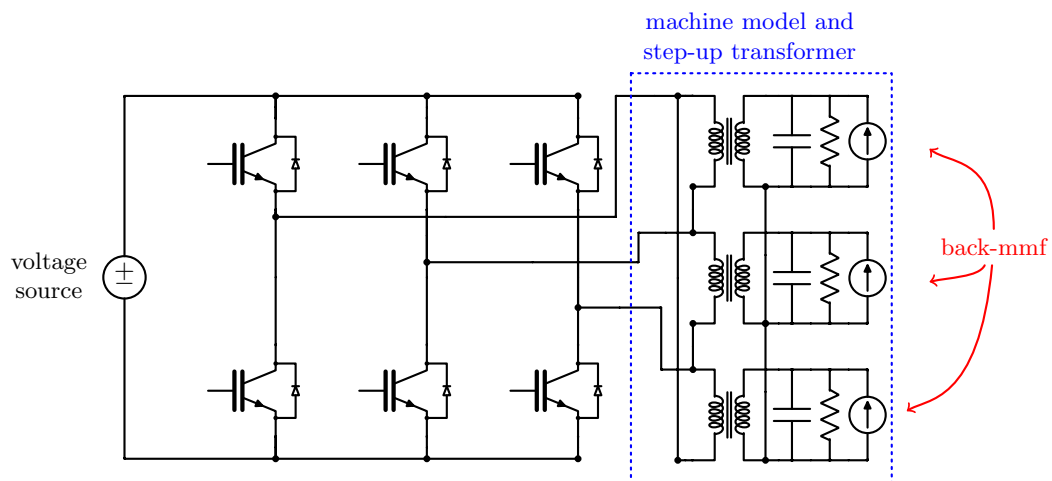 machine model and
step-up transformer
voltage
source
back-mmf